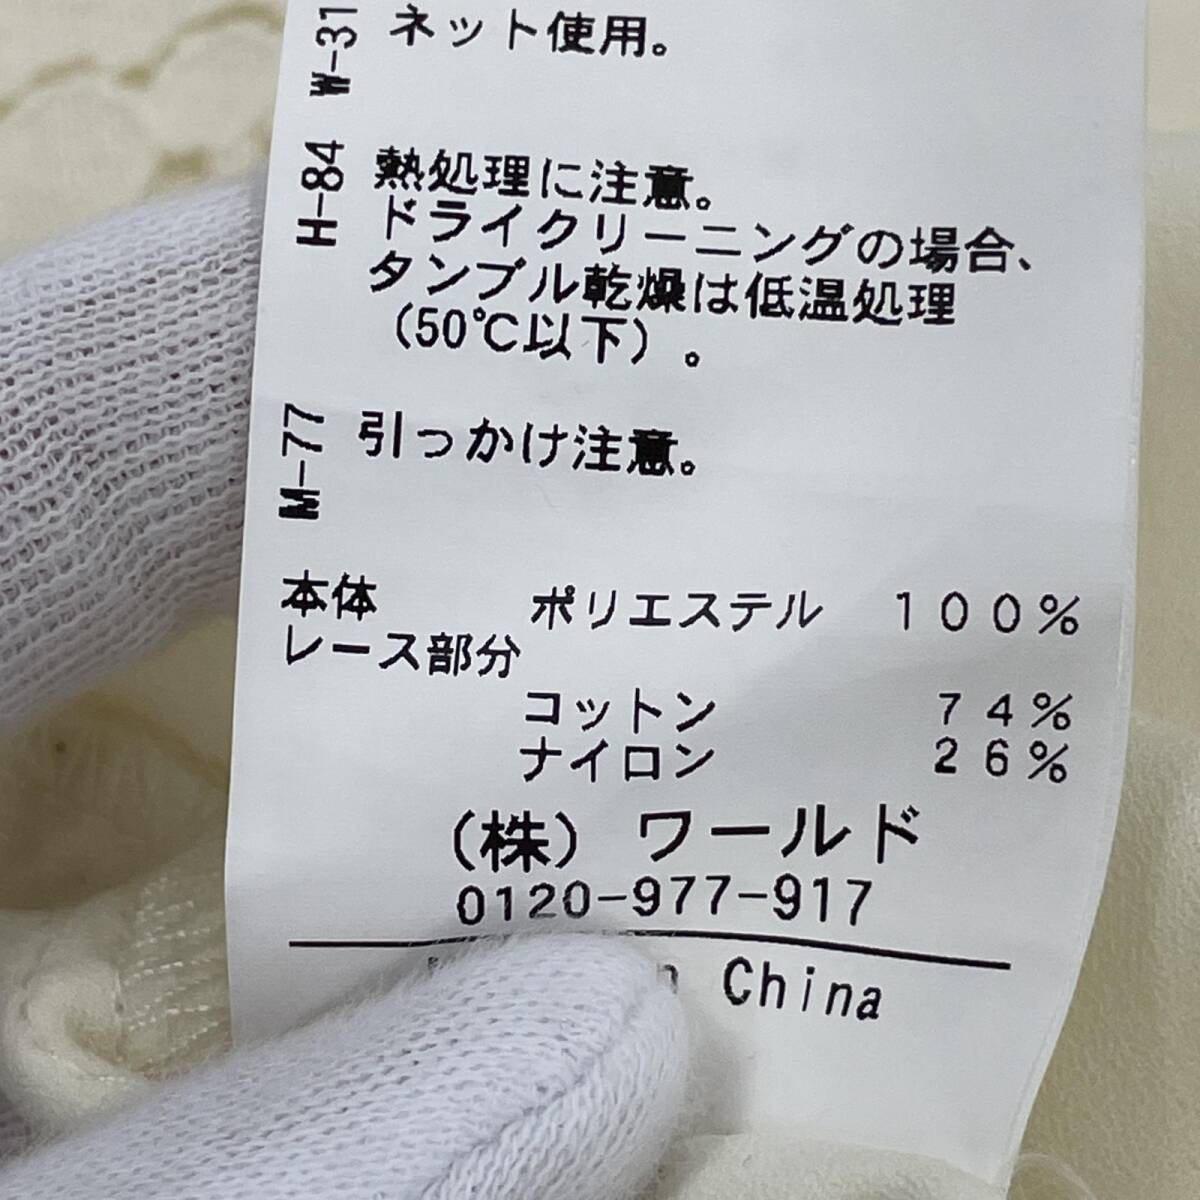 W-31 ネット使用。
H-84 熱処理に注意。
ドライクリーニングの場合、
タンブル乾燥は低温処理
(50℃以下)。
M-77 引っかけ注意。
本体 ポリエステル 100%
レース部分
コットン 74%
ナイロン 26%
(株) ワールド
0120-977-917
China